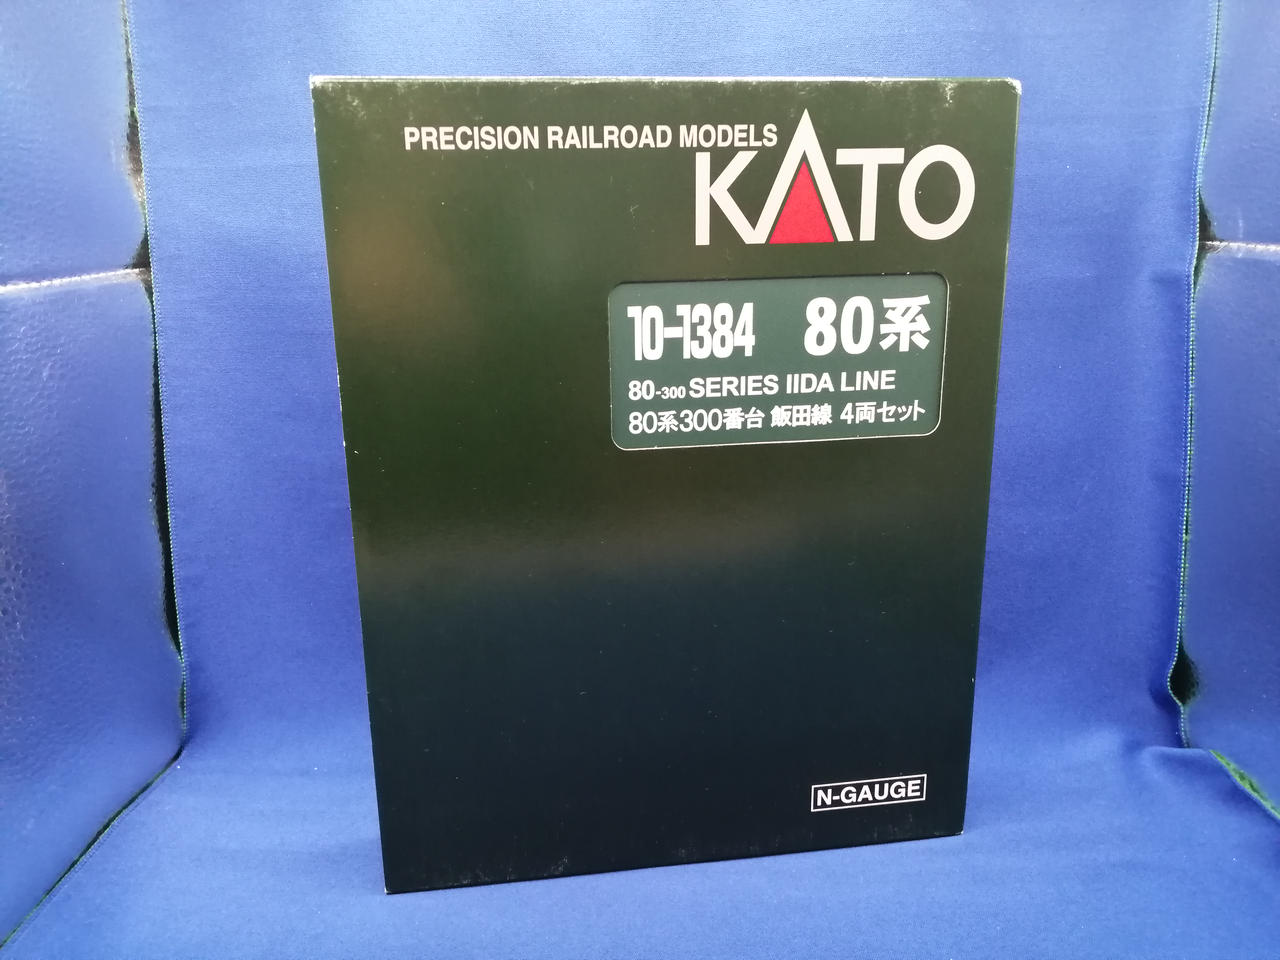 PRECISION RAILROAD MODELS
KATO
10-1384 80系
80-300 SERIES IIDA LINE
80系300番台 飯田線 4両セット
N-GAUGE